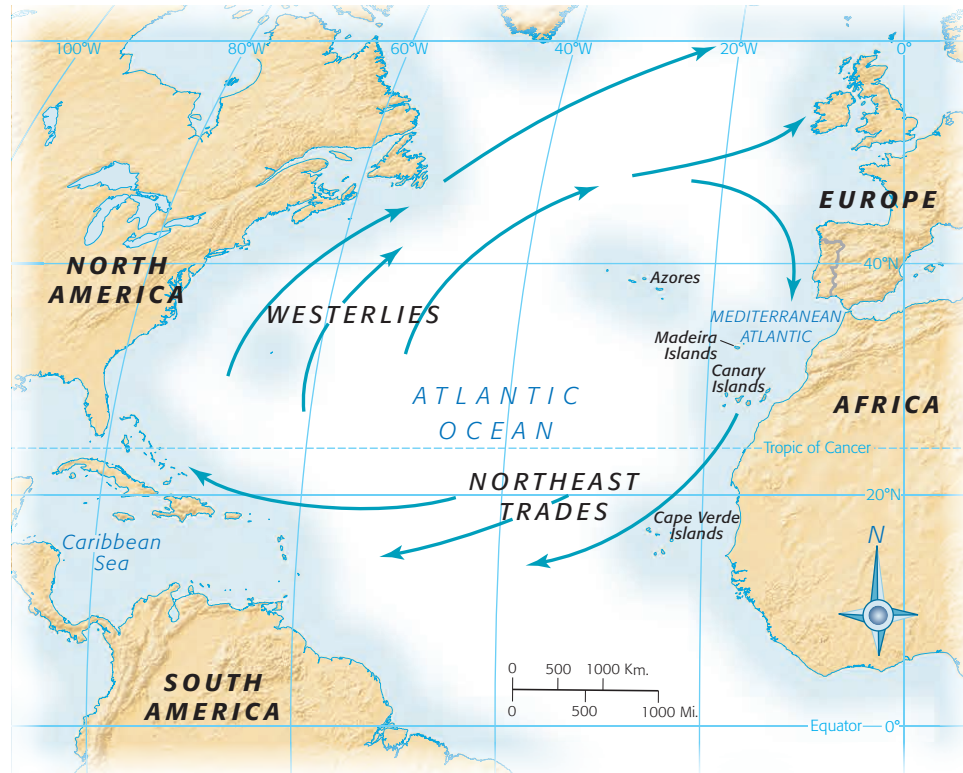 100°W
80°W
60°W
40°W
20°W
0°
EUROPE
40°N
NORTH
AMERICA
Azores
WESTERLIES
MEDITERRANEAN
ATLANTIC
Madeira
Islands
Canary
Islands
ATLANTIC
OCEAN
AFRICA
Tropic of Cancer
NORTHEAST
TRADES
20°N
Cape Verde
Islands
Caribbean
Sea
N
0 500 1000 Km.
0 500 1000 Mi.
SOUTH
AMERICA
Equator 0°